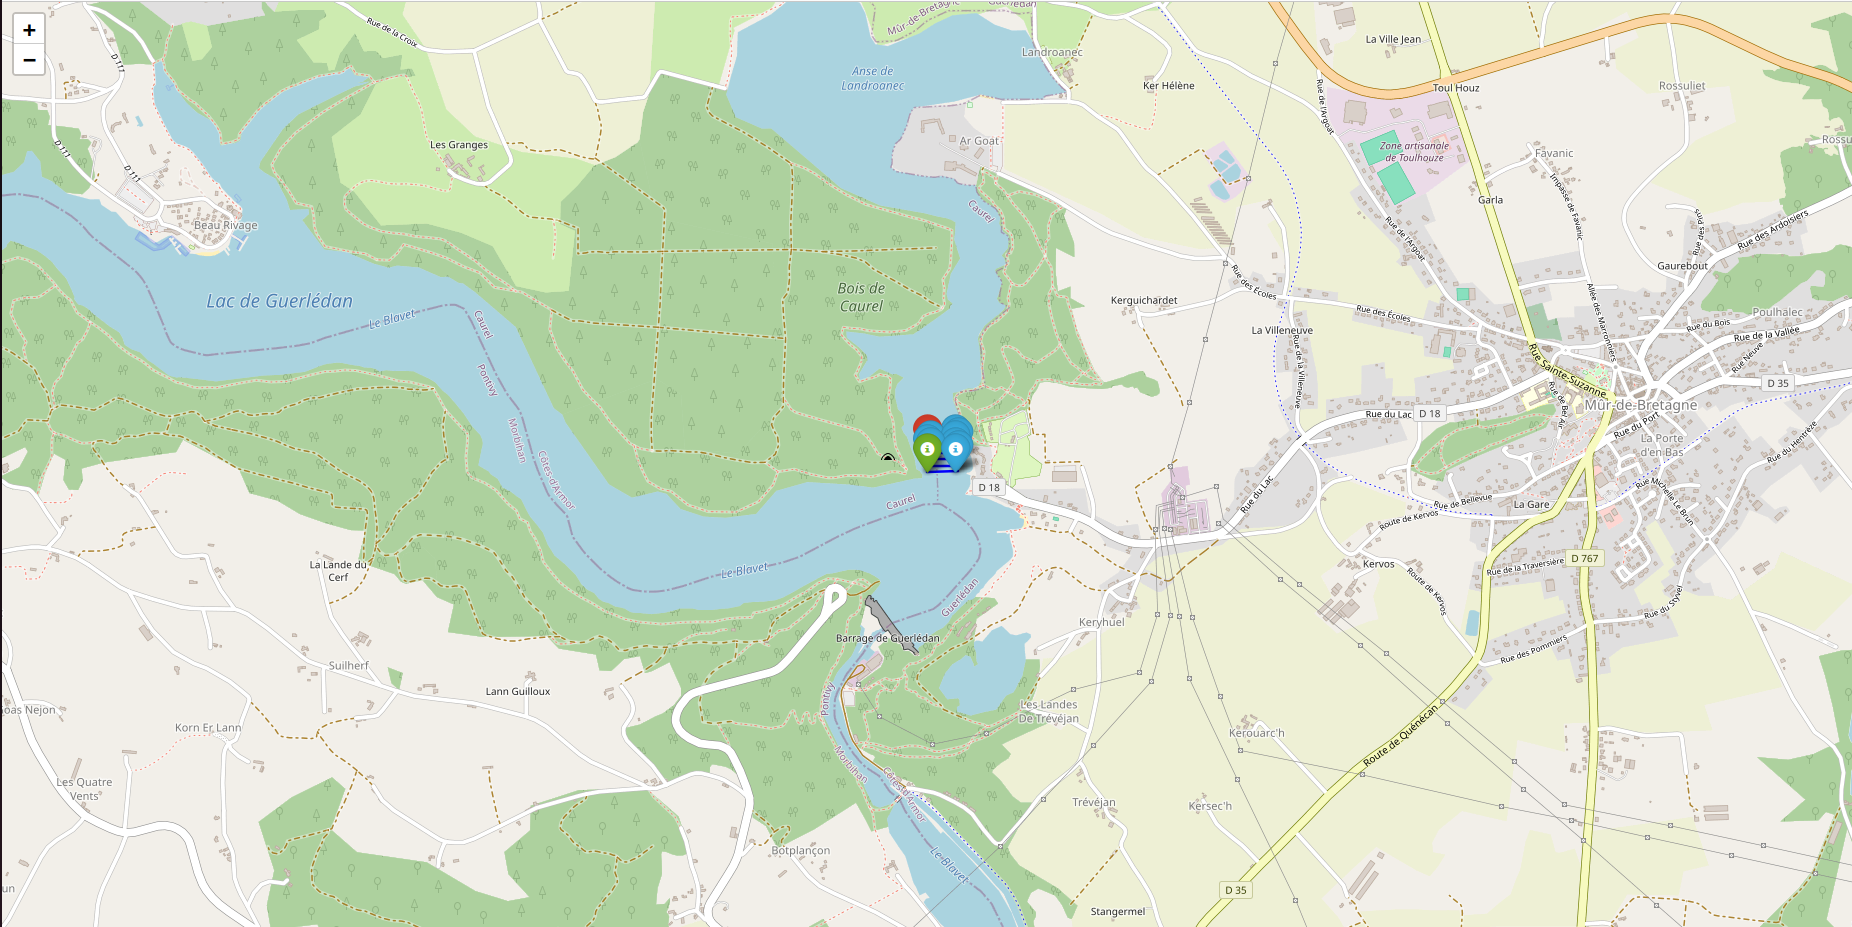 +
−
D 111
Rue de la Croix
Mûr-de-Bretagne
Guerlédan
Landroanec
Anse de
Landroanec
La Ville Jean
Ker Hélène
Toul Houz
Rossuliet
Rue de l'Argoat
Les Granges
D 111
D 111
Ar Goat
Zone artisanale
de Toulhouze
Favanic
Rossu
Impasse de Favanic
Garla
Beau Rivage
Caurel
Rue de l'Argoat
Rue des Ardoisiers
Gaurebout
Lac de Guerlédan
Le Blavet
Bois de
Caurel
Kerguichardet
Rue des Écoles
Rue des Écoles
Allée des Marronniers
Poulhalec
Rue du Bois
Rue de la Vallée
Caurel
Pontivy
La Villeneuve
Rue de la Villeneuve
Rue Sainte-Suzanne
Rue Neuve
D 35
Rue du Lac
D 18
Rue de Bel Air
Mûr-de-Bretagne
Rue du Port
La Porte
d'en Bas
Rue du Hentrèze
Morbihan
Côtes-d'Armor
D 18
Caurel
Rue du Lac
Rue Michelle Le Brun
Rue de Bellevue
La Gare
Route de Kervos
Le Blavet
La Lande du
Cerf
Kervos
Rue de la Traversière
D 767
Route de Kervos
Guerlédan
Rue du Styvel
Barrage de Guerlédan
Keryhuel
Rue des Pommiers
Suilherf
Lann Guilloux
Pontivy
Les Landes
De Trévéjan
oas Nejon
Korn Er Lann
Kerouarc'h
Route de Quénécan
Morbihan
Côtes-d'Armor
Les Quatre
Vents
Trévéjan
Kersec'h
Botplançon
Le Blavet
un
D 35
Stangermel